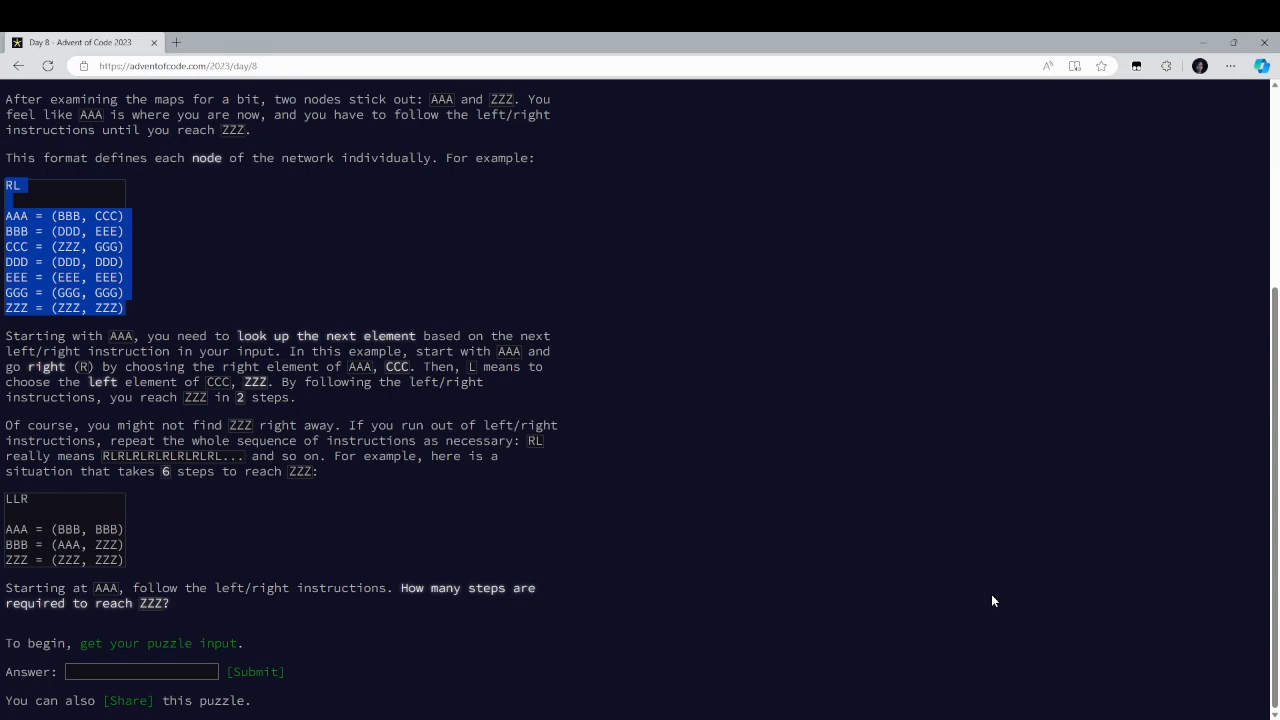 Day 8 - Advent of Code 2023
https://adventofcode.com/2023/day/8
After examining the maps for a bit, two nodes stick out: AAA and ZZZ. You
feel like AAA is where you are now, and you have to follow the left/right
instructions until you reach ZZZ.
This format defines each node of the network individually. For example:
RL
AAA = (BBB, CCC)
BBB = (DDD, EEE)
CCC = (ZZZ, GGG)
DDD = (DDD, DDD)
EEE = (EEE, EEE)
GGG = (GGG, GGG)
ZZZ = (ZZZ, ZZZ)
Starting with AAA, you need to look up the next element based on the next
left/right instruction in your input. In this example, start with AAA and
go right (R) by choosing the right element of AAA, CCC. Then, L means to
choose the left element of CCC, ZZZ. By following the left/right
instructions, you reach ZZZ in 2 steps.
Of course, you might not find ZZZ right away. If you run out of left/right
instructions, repeat the whole sequence of instructions as necessary: RL
really means RLRLRLRLRLRLRLRL... and so on. For example, here is a
situation that takes 6 steps to reach ZZZ:
LLR
AAA = (BBB, BBB)
BBB = (AAA, ZZZ)
ZZZ = (ZZZ, ZZZ)
Starting at AAA, follow the left/right instructions. How many steps are
required to reach ZZZ?
To begin, get your puzzle input.
Answer: [Submit]
You can also [Share] this puzzle.